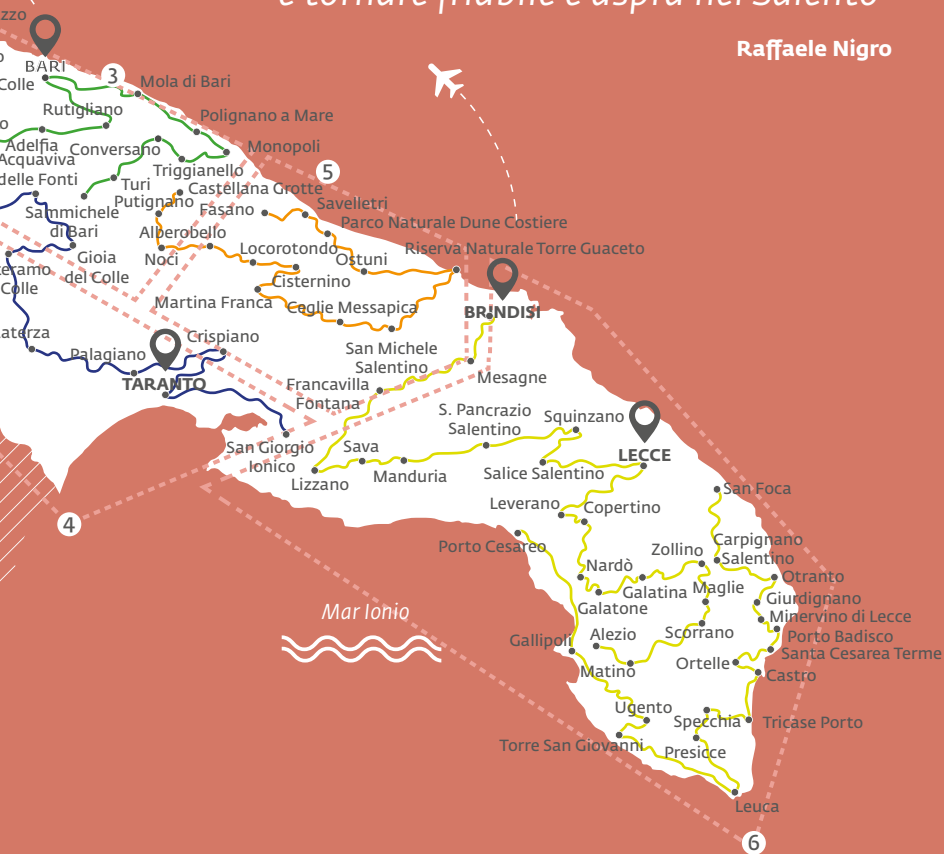 e tornare friabile e aspra nel Salento
Raffaele Nigro
zzo
BARI
3
Mola di Bari
Colle
Rutigliano
Polignano a Mare
Adelfia
Conversano
Monopoli
Acquaviva
delle Fonti
Triggianello
5
Turi
Castellana Grotte
Putignano
Fasano
Savelletri
Sammichele
di Bari
Parco Naturale Dune Costiere
Alberobello
Locorotondo
Ostuni
Riserva Naturale Torre Guaceto
Noci
Gioia
del Colle
Colle
Cisternino
Martina Franca
Ceglie Messapica
BRINDISI
Crispiano
Palagiano
TARANTO
San Michele
Salentino
Mesagne
Francavilla
Fontana
S. Pancrazio
Salentino
Squinzano
San Giorgio
Ionico
Sava
LECCE
Lizzano
Manduria
Salice Salentino
San Foca
4
Leverano
Copertino
Porto Cesareo
Zollino
Carpignano
Salentino
Nardò
Otranto
Galatina
Maglie
Giurdignano
Galatone
Minervino di Lecce
Mar Ionio
Gallipoli
Alezio
Scorrano
Porto Badisco
Santa Cesarea Terme
Ortelle
Matino
Castro
Ugento
Specchia
Tricase Porto
Torre San Giovanni
Presicce
Leuca
6